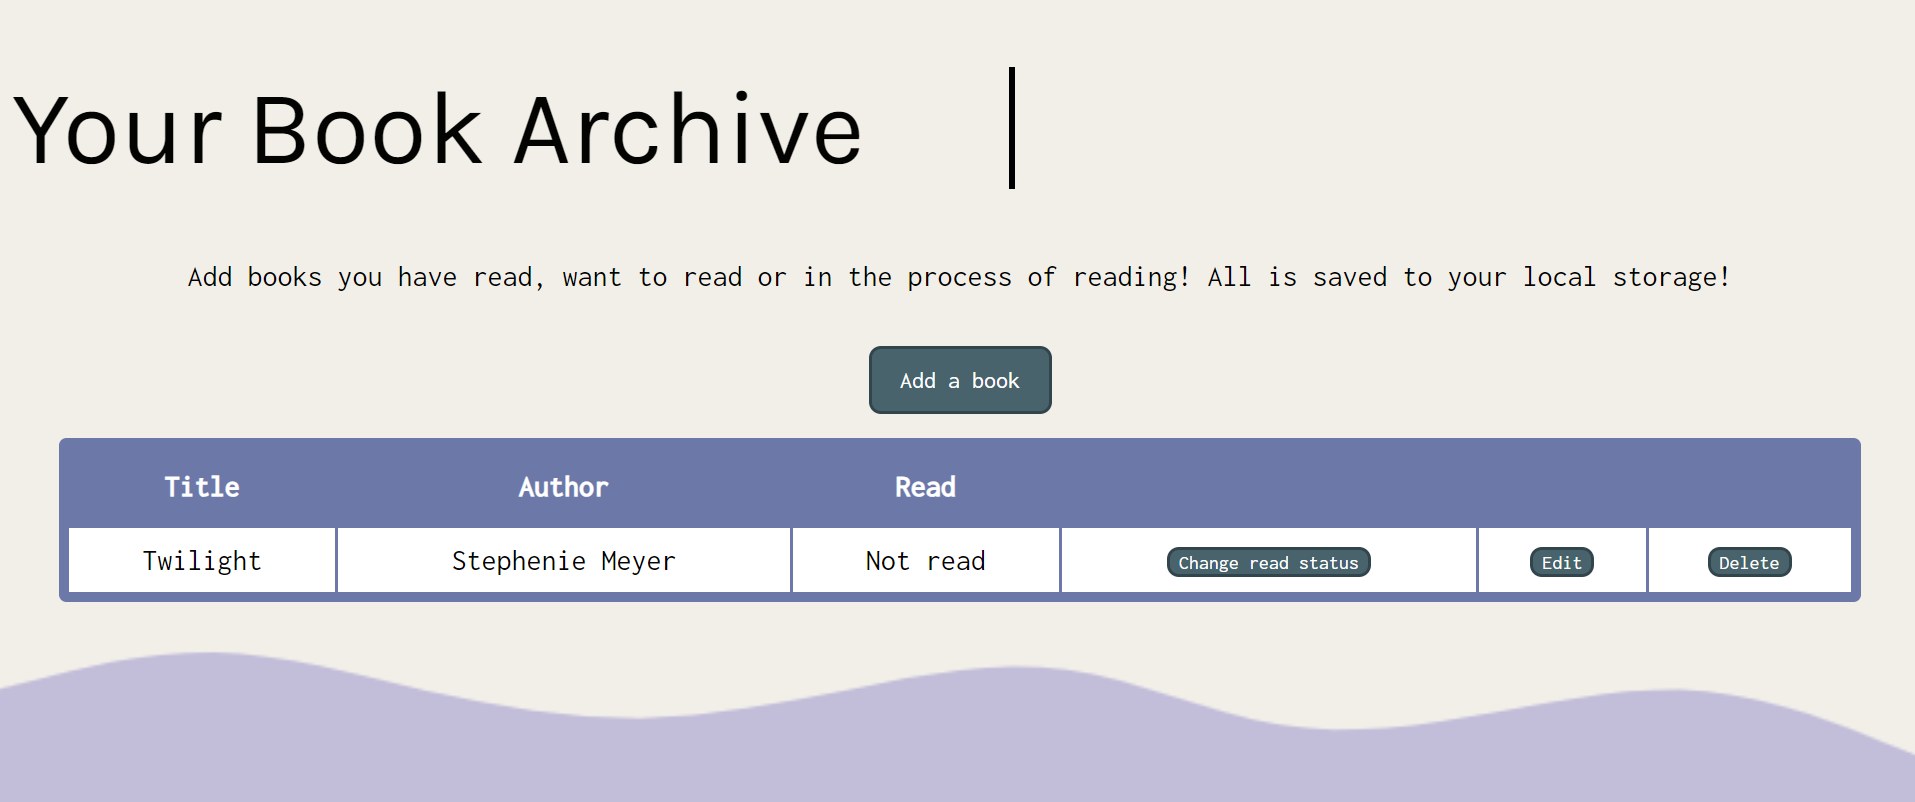 Your Book Archive
Add books you have read, want to read or in the process of reading! All is saved to your local storage!
Add a book
Title Author Read
Twilight Stephenie Meyer Not read Change read status Edit Delete